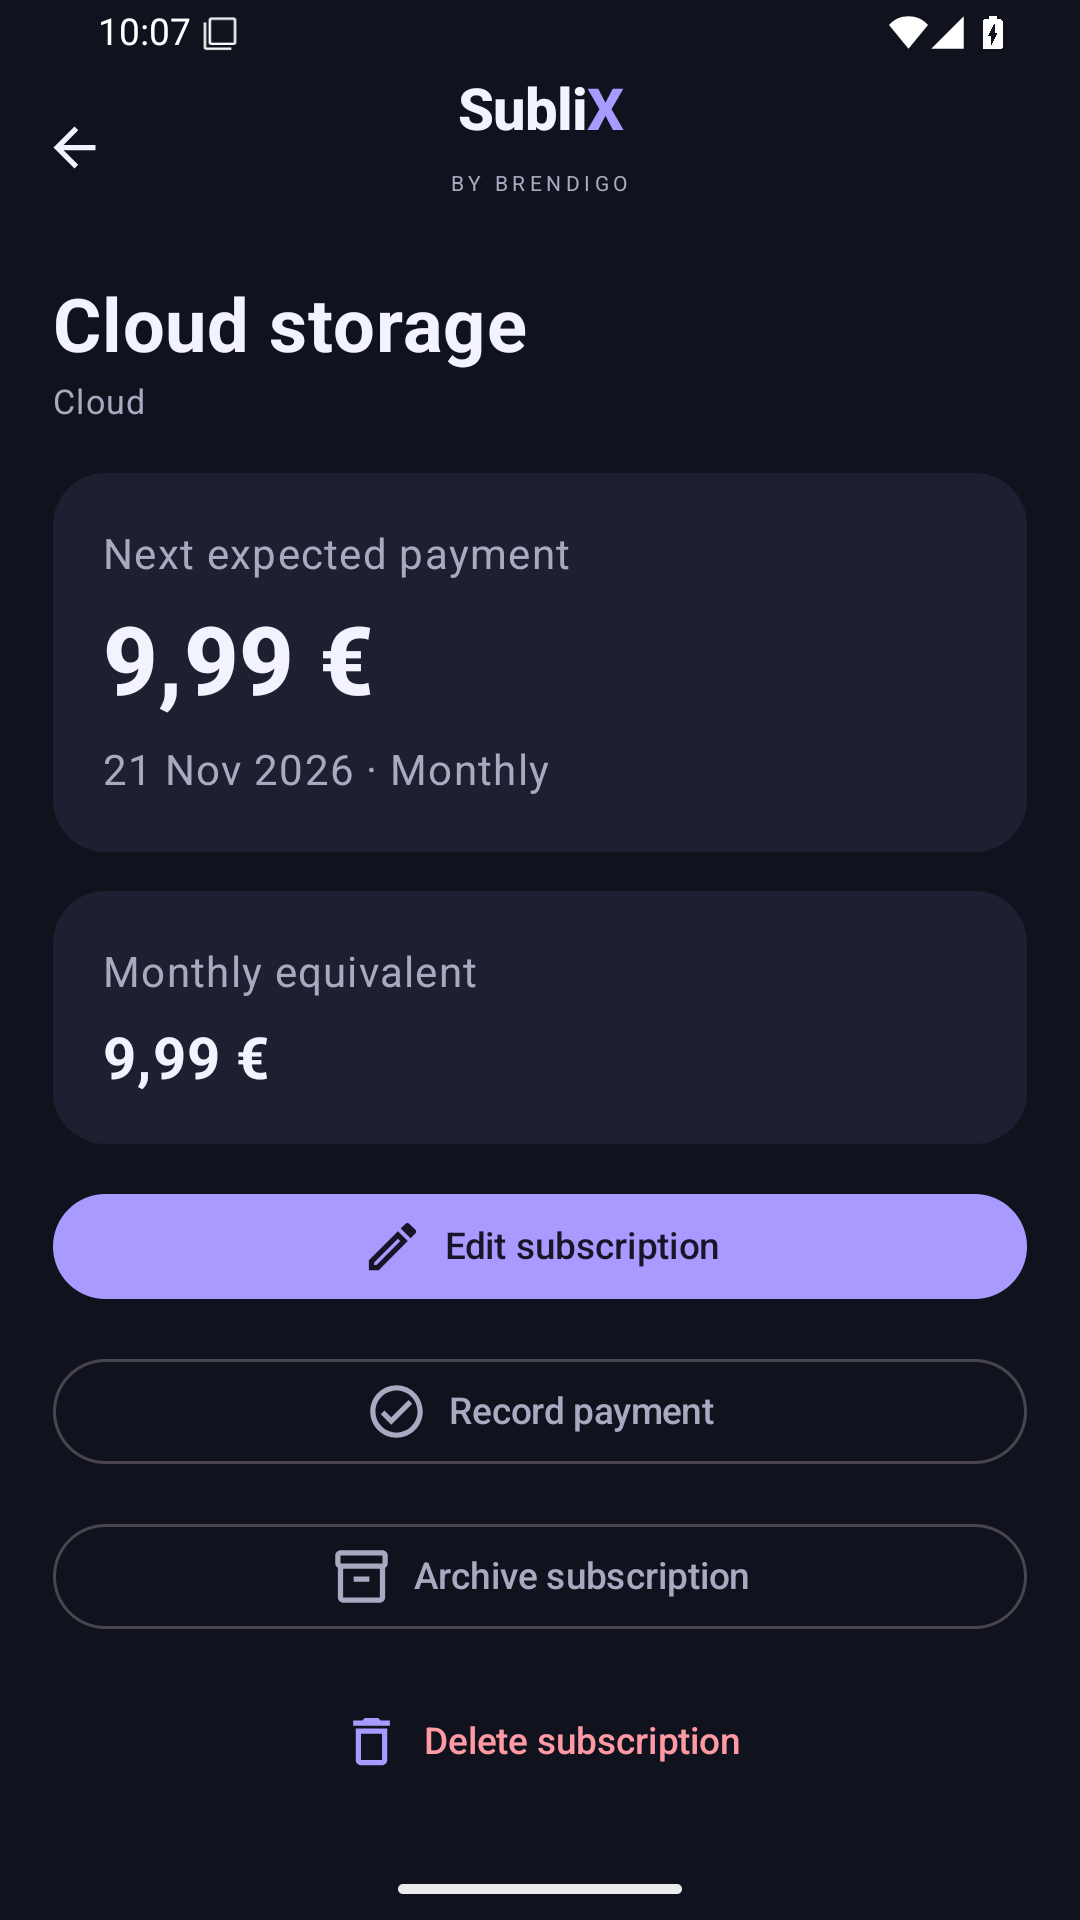 10:07
SubliX
BY BRENDIGO
Cloud storage
Cloud
Next expected payment
9,99 €
21 Nov 2026 · Monthly
Monthly equivalent
9,99 €
Edit subscription
Record payment
Archive subscription
Delete subscription